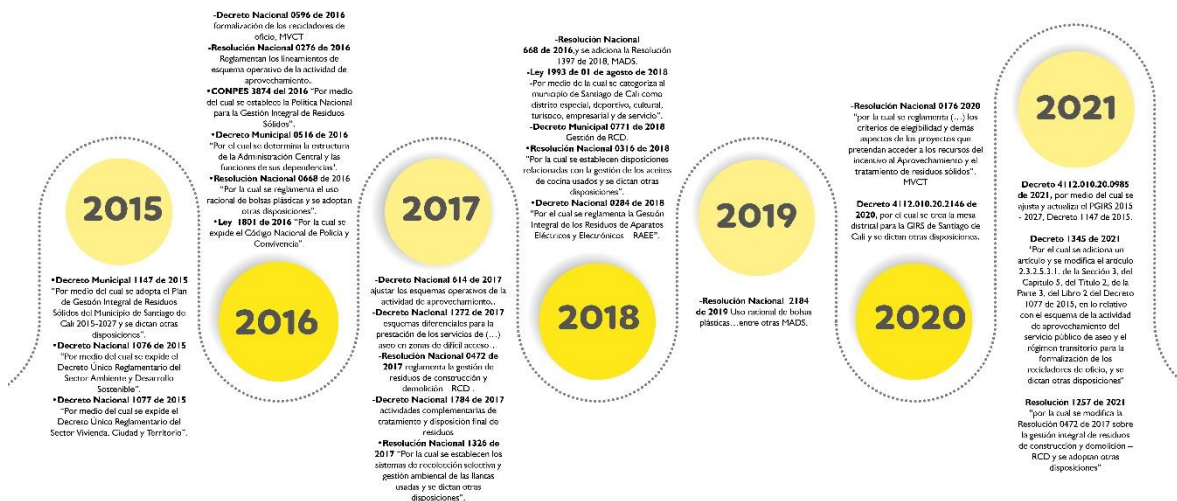 2015
•Decreto Municipal 1147 de 2015
"Por medio del cual se adopta el Plan
de Gestión Integral de Residuos
Sólidos del Municipio de Santiago de
Cali 2015-2027 y se dictan otras
disposiciones".
•Decreto Nacional 1076 de 2015
"Por medio del cual se expide el
Decreto Único Reglamentario del
Sector Ambiente y Desarrollo
Sostenible".
•Decreto Nacional 1077 de 2015
"Por medio del cual se expide el
Decreto Único Reglamentario del
Sector Vivienda, Ciudad y Territorio".
-Decreto Nacional 0596 de 2016
formalización de los recicladores de
oficio, MVCT
-Resolución Nacional 0276 de 2016
Reglamentan los lineamientos de
esquema operativo de la actividad de
aprovechamiento..
•CONPES 3874 del 2016 "Por medio
del cual se establece la Política Nacional
para la Gestión Integral de Residuos
Sólidos".
•Decreto Municipal 0516 de 2016
"Por el cual se determina la estructura
de la Administración Central y las
funciones de sus dependencias".
•Resolución Nacional 0668 de 2016
"Por la cual se reglamenta el uso
racional de bolsas plásticas y se adoptan
otras disposiciones".
•Ley 1801 de 2016 "Por la cual se
expide el Código Nacional de Policía y
Convivencia".
2016
2017
-Decreto Nacional 614 de 2017
ajustar los esquemas operativos de la
actividad de aprovechamiento..
-Decreto Nacional 1272 de 2017
esquemas diferenciales para la
prestación de los servicios de (…)
aseo en zonas de difícil acceso…
-Resolución Nacional 0472 de
2017 reglamenta la gestión de
residuos de construcción y
demolición RCD .
-Decreto Nacional 1784 de 2017
actividades complementarias de
tratamiento y disposición final de
residuos
•Resolución Nacional 1326 de
2017 "Por la cual se establecen los
sistemas de recolección selectiva y
gestión ambiental de las llantas
usadas y se dictan otras
disposiciones".
-Resolución Nacional
668 de 2016,y se adiciona la Resolución
1397 de 2018, MADS.
-Ley 1993 de 01 de agosto de 2018
-Por medio de la cual se categoriza al
municipio de Santiago de Cali como
distrito especial, deportivo, cultural,
turístico, empresarial y de servicio".
-Decreto Municipal 0771 de 2018
Gestión de RCD.
-Resolución Nacional 0316 de 2018
"Por la cual se establecen disposiciones
relacionadas con la gestión de los aceites
de cocina usados y se dictan otras
disposiciones".
-Decreto Nacional 0284 de 2018
"Por el cual se reglamenta la Gestión
Integral de los Residuos de Aparatos
Eléctricos y Electrónicos RAEE".
2018
2019
-Resolución Nacional 2184
de 2019 Uso racional de bolsas
plásticas…entre otras MADS.
-Resolución Nacional 0176 2020
"por la cual se reglamenta (…) los
criterios de elegibilidad y demás
aspectos de los proyectos que
pretendan acceder a los recursos del
incentivo al Aprovechamiento y el
tratamiento de residuos sólidos".
MVCT
Decreto 4112.010.20.2146 de
2020, por el cual se crea la mesa
distrital para la GIRS de Santiago de
Cali y se dictan otras disposiciones.
2020
2021
Decreto 4112.010.20.0985
de 2021, por medio del cual se
ajusta y actualiza el PGIRS 2015
- 2027, Decreto 1147 de 2015.
Decreto 1345 de 2021
"Por el cual se adiciona un
artículo y se modifica el artículo
2.3.2.5.3.1. de la Sección 3, del
Capítulo 5, del Título 2, de la
Parte 3, del Libro 2 del Decreto
1077 de 2015, en lo relativo
con el esquema de la actividad
de aprovechamiento del
servicio público de aseo y el
régimen transitorio para la
formalización de los
recicladores de oficio, y se
dictan otras disposiciones"
Resolución 1257 de 2021
"por la cual se modifica la
Resolución 0472 de 2017 sobre
la gestión integral de residuos
de construcción y demolición –
RCD y se adoptan otras
disposiciones"